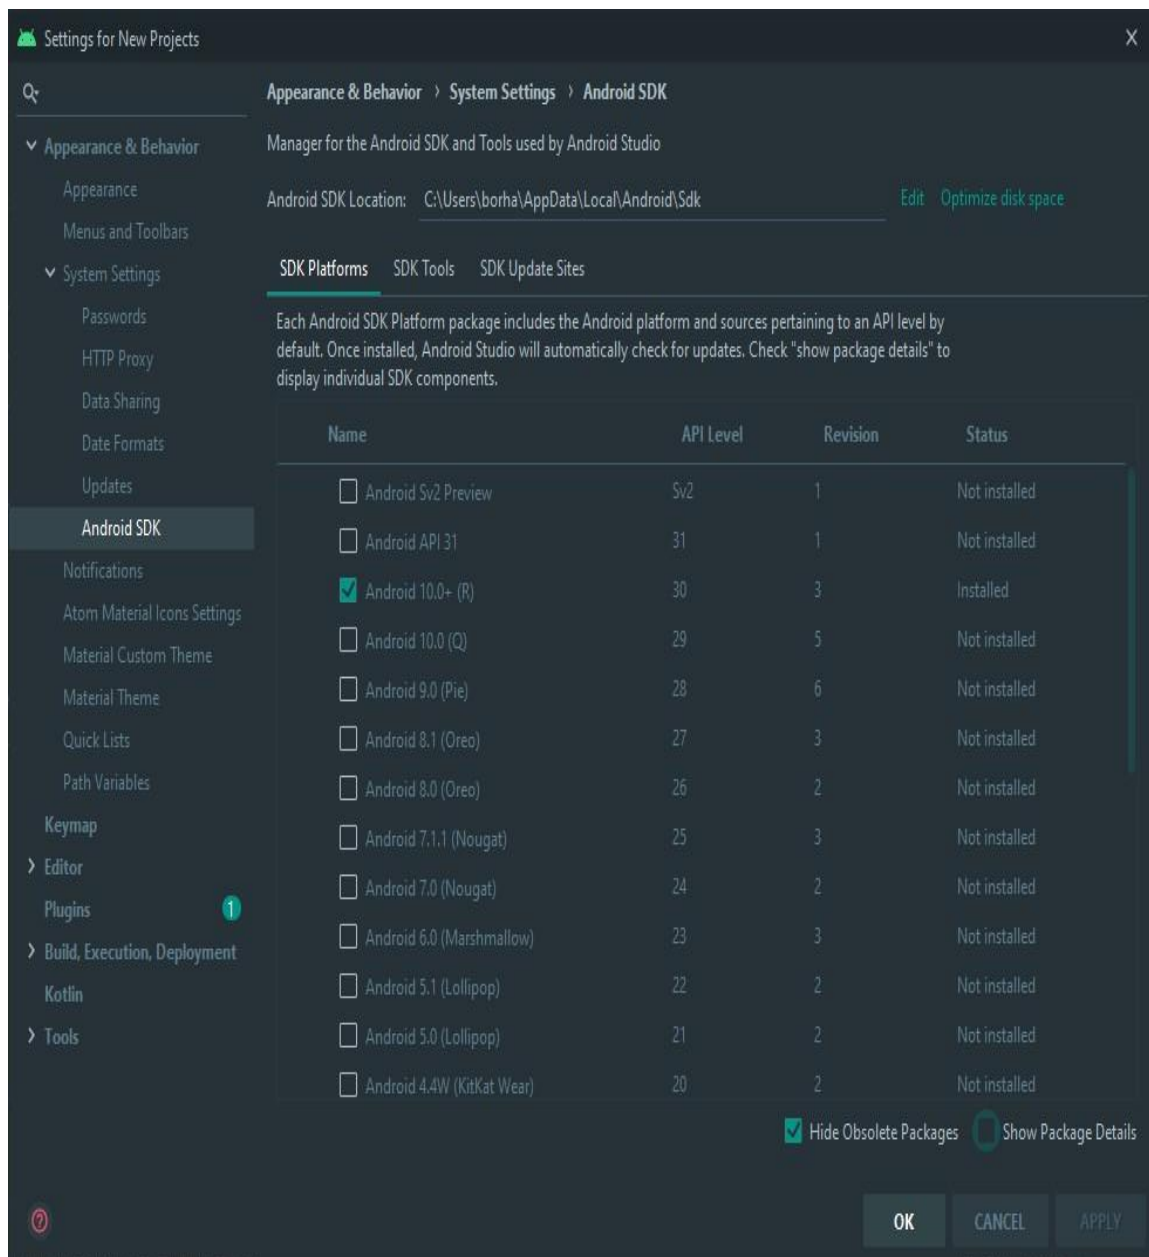 Settings for New Projects
X
Appearance & Behavior
Appearance
Menus and Toolbars
System Settings
Passwords
HTTP Proxy
Data Sharing
Date Formats
Updates
Android SDK
Notifications
Atom Material Icons Settings
Material Custom Theme
Material Theme
Quick Lists
Path Variables
Keymap
Editor
Plugins 1
Build, Execution, Deployment
Kotlin
Tools
Appearance & Behavior › System Settings › Android SDK
Manager for the Android SDK and Tools used by Android Studio
Android SDK Location: C:\Users\borha\AppData\Local\Android\Sdk Edit Optimize disk space
SDK Platforms SDK Tools SDK Update Sites
Each Android SDK Platform package includes the Android platform and sources pertaining to an API level by
default. Once installed, Android Studio will automatically check for updates. Check "show package details" to
display individual SDK components.
Name API Level Revision Status
Android Sv2 Preview Sv2 1 Not installed
Android API 31 31 1 Not installed
Android 10.0+ (R) 30 3 Installed
Android 10.0 (Q) 29 5 Not installed
Android 9.0 (Pie) 28 6 Not installed
Android 8.1 (Oreo) 27 3 Not installed
Android 8.0 (Oreo) 26 2 Not installed
Android 7.1.1 (Nougat) 25 3 Not installed
Android 7.0 (Nougat) 24 2 Not installed
Android 6.0 (Marshmallow) 23 3 Not installed
Android 5.1 (Lollipop) 22 2 Not installed
Android 5.0 (Lollipop) 21 2 Not installed
Android 4.4W (KitKat Wear) 20 2 Not installed
Hide Obsolete Packages Show Package Details
?
OK CANCEL APPLY